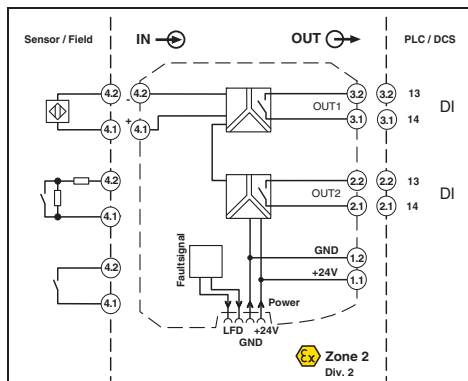 Sensor / Field IN OUT PLC / DCS
4.2 - 4.2 3.2 3.2 13
OUT1 DI
4.1 + 4.1 3.1 3.1 14
4.2 2.2 2.2 13
OUT2 DI
4.1 2.1 2.1 14
Faultsignal
GND 1.2
4.2 +24V 1.1
4.1 Power
LFD +24V
GND
Ex Zone 2
Div. 2